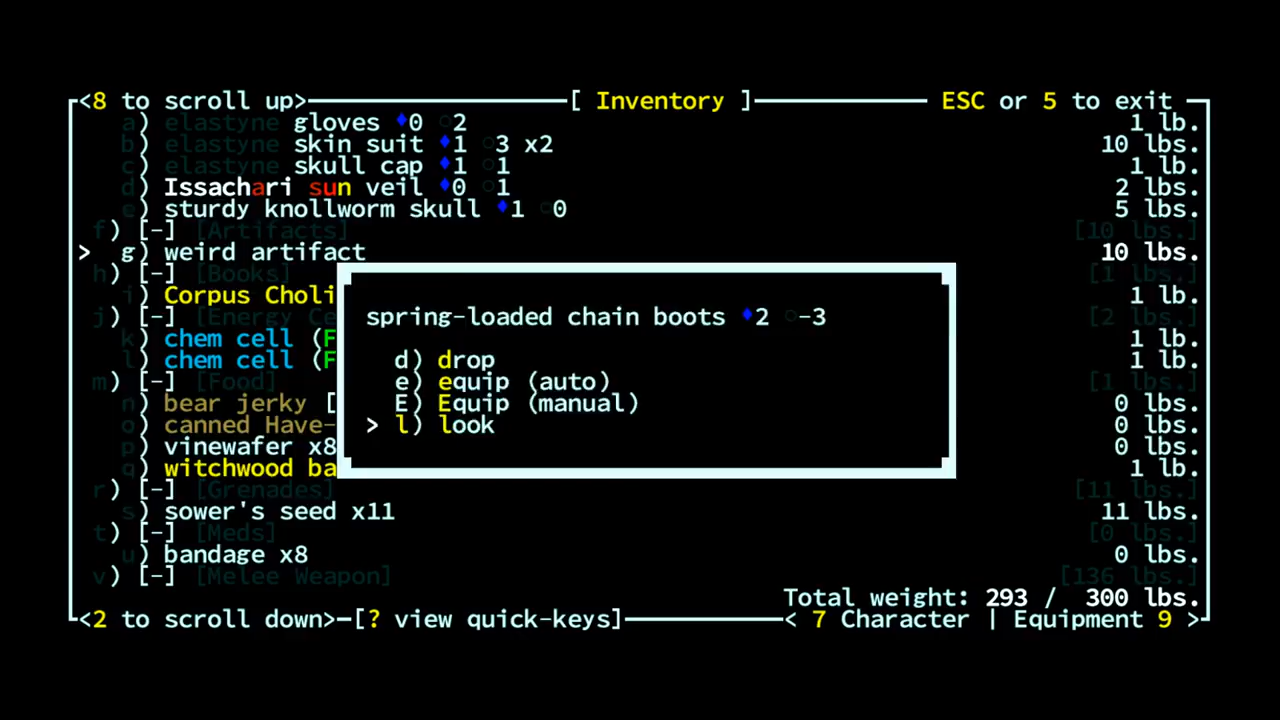 <8 to scroll up> [ Inventory ] ESC or 5 to exit
a) elastyne gloves ♦0 ○2 1 lb.
b) elastyne skin suit ♦1 ○3 x2 10 lbs.
c) elastyne skull cap ♦1 ○1 1 lb.
d) Issachari sun veil ♦0 ○1 2 lbs.
e) sturdy knollworm skull ♦1 ○0 5 lbs.
f) [-] [Artifacts] [10 lbs.]
> g) weird artifact 10 lbs.
h) [-] [Books] [1 lbs.]
i) Corpus Choli 1 lb.
j) [-] [Energy Ce [2 lbs.]
k) chem cell (F 1 lb.
l) chem cell (F 1 lb.
m) [-] [Food] [1 lbs.]
n) bear jerky [ 0 lbs.
o) canned Have- 0 lbs.
p) vinewafer x8 0 lbs.
q) witchwood ba 1 lb.
r) [-] [Grenades] [11 lbs.]
s) sower's seed x11 11 lbs.
t) [-] [Meds] [0 lbs.]
u) bandage x8 0 lbs.
v) [-] [Melee Weapon] [136 lbs.]
spring-loaded chain boots ♦2 ○-3
d) drop
e) equip (auto)
E) Equip (manual)
> l) look
Total weight: 293 / 300 lbs.
<2 to scroll down> [? view quick-keys] < 7 Character | Equipment 9 >